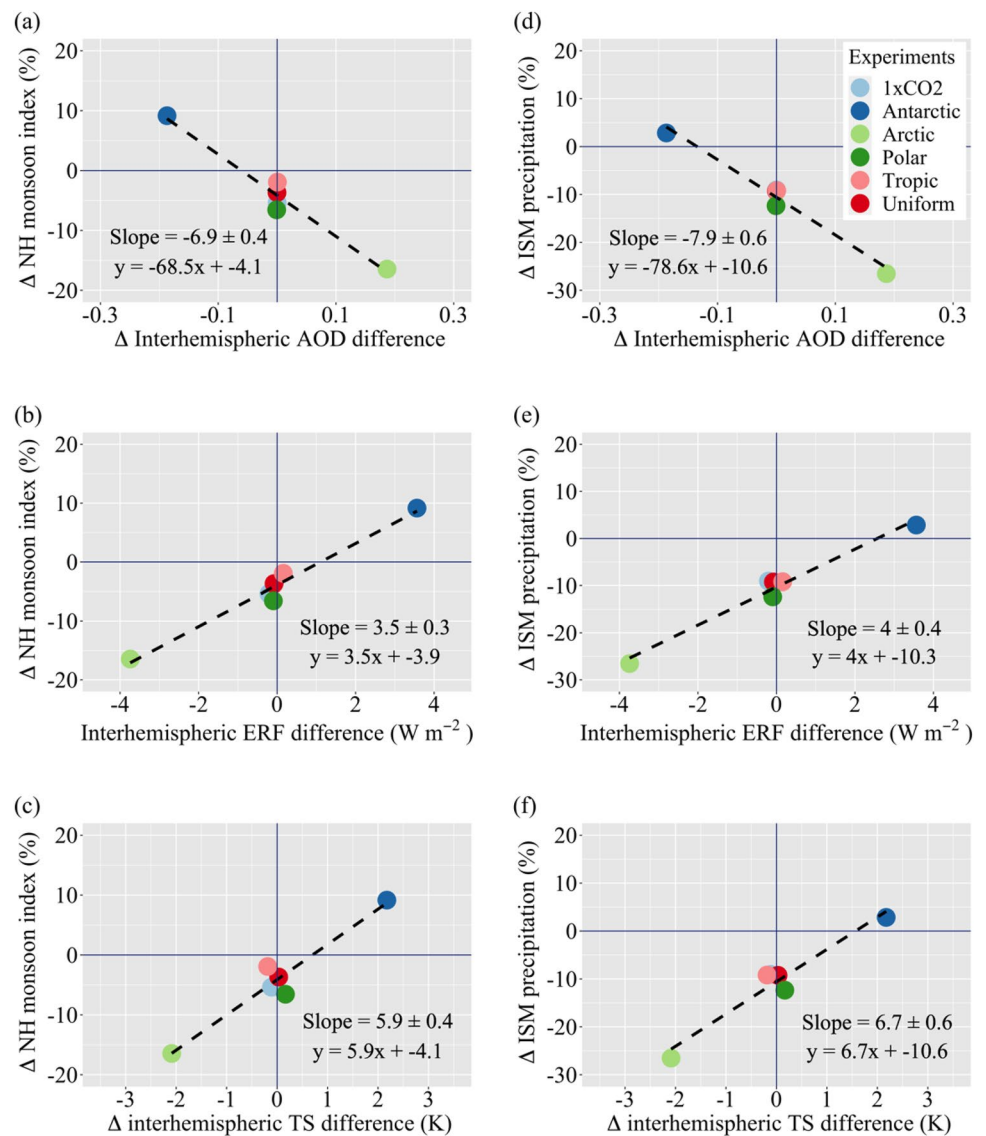 (a)
Δ NH monsoon index (%)
20
10
0
-10
-20
Slope = -6.9 ± 0.4
y = -68.5x + -4.1
-0.3
-0.1
0
0.1
0.3
Δ Interhemispheric AOD difference
(d)
Δ ISM precipitation (%)
20
10
0
-10
-20
-30
Experiments
1xCO2
Antarctic
Arctic
Polar
Tropic
Uniform
Slope = -7.9 ± 0.6
y = -78.6x + -10.6
-0.3
-0.1
0
0.1
0.3
Δ Interhemispheric AOD difference
(b)
Δ NH monsoon index (%)
20
10
0
-10
-20
Slope = 3.5 ± 0.3
y = 3.5x + -3.9
-4
-2
0
2
4
Interhemispheric ERF difference (W m⁻² )
(e)
Δ ISM precipitation (%)
20
10
0
-10
-20
-30
Slope = 4 ± 0.4
y = 4x + -10.3
-4
-2
0
2
4
Interhemispheric ERF difference (W m⁻² )
(c)
Δ NH monsoon index (%)
20
10
0
-10
-20
Slope = 5.9 ± 0.4
y = 5.9x + -4.1
-3
-2
-1
0
1
2
3
Δ interhemispheric TS difference (K)
(f)
Δ ISM precipitation (%)
20
10
0
-10
-20
-30
Slope = 6.7 ± 0.6
y = 6.7x + -10.6
-3
-2
-1
0
1
2
3
Δ interhemispheric TS difference (K)